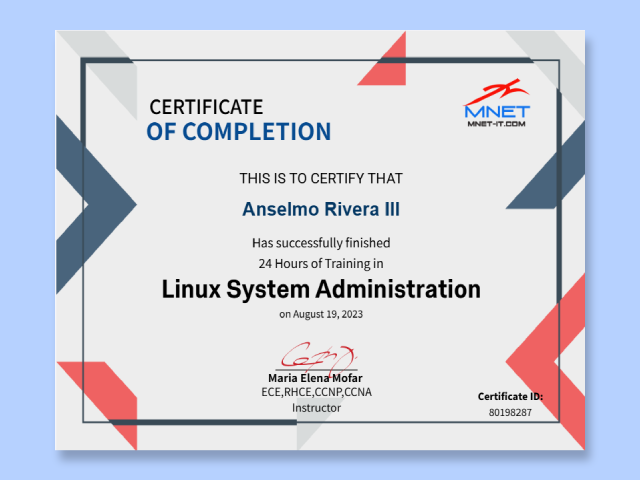 CERTIFICATE
OF COMPLETION
MNET
MNET-IT.COM
THIS IS TO CERTIFY THAT
Anselmo Rivera III
Has successfully finished
24 Hours of Training in
Linux System Administration
on August 19, 2023
Maria Elena Mofar
ECE,RHCE,CCNP,CCNA
Instructor
Certificate ID:
80198287